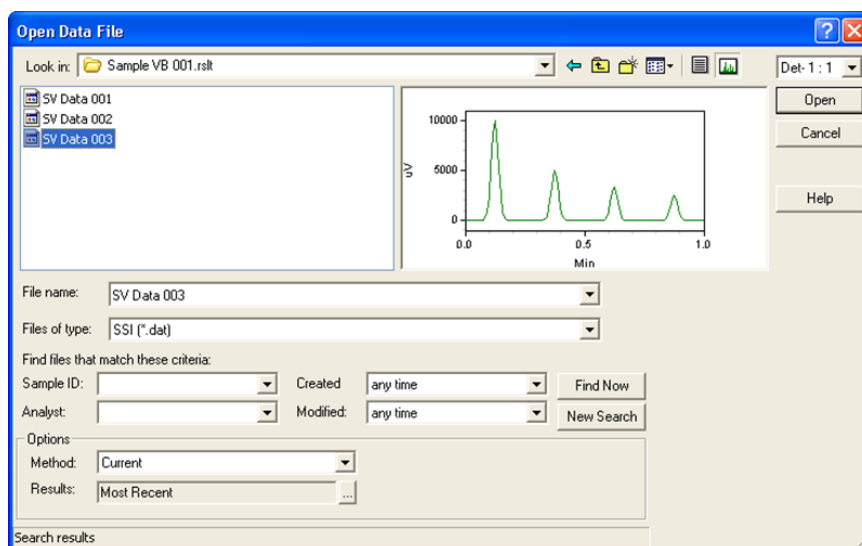 Open Data File
Look in: Sample VB 001.rslt
Det- 1 : 1
SV Data 001
SV Data 002
SV Data 003
10000
5000
0
uV
0.0 0.5 1.0
Min
Open
Cancel
Help
File name: SV Data 003
Files of type: SSI (*.dat)
Find files that match these criteria:
Sample ID: Created any time Find Now
Analyst: Modified: any time New Search
Options
Method: Current
Results: Most Recent ...
Search results